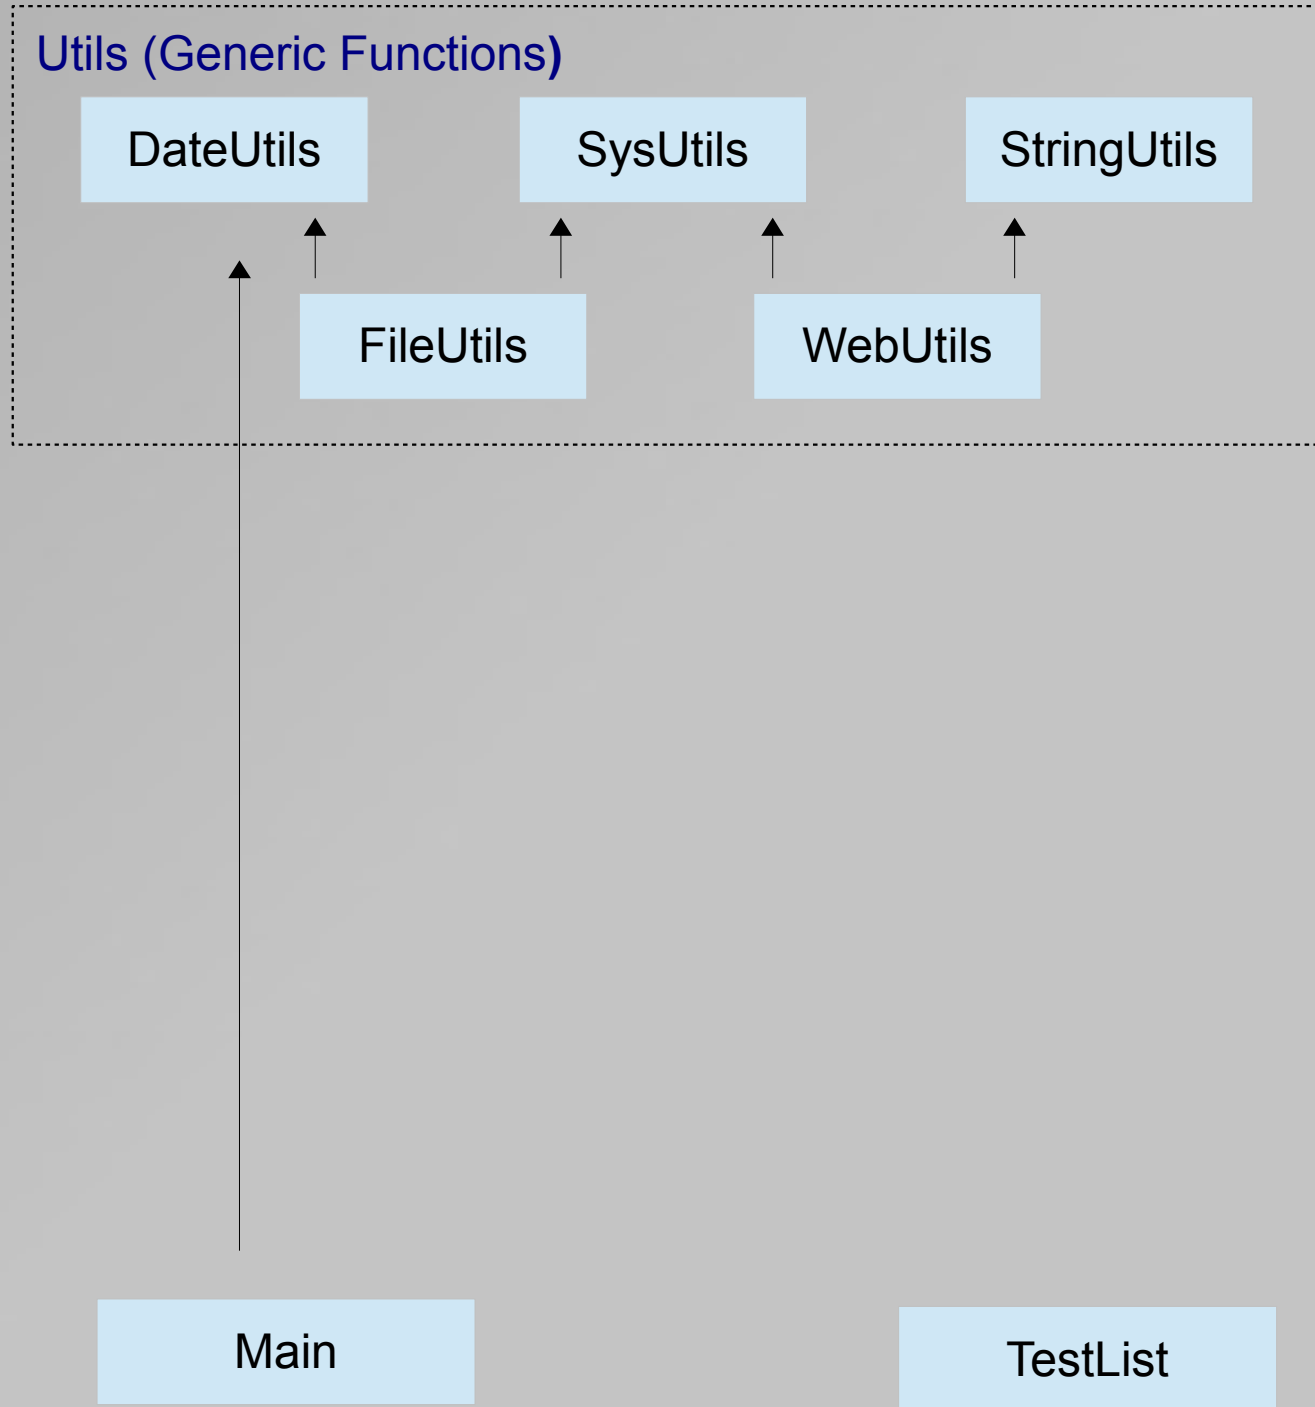 Utils (Generic Functions)
DateUtils
SysUtils
StringUtils
FileUtils
WebUtils
Main
TestList